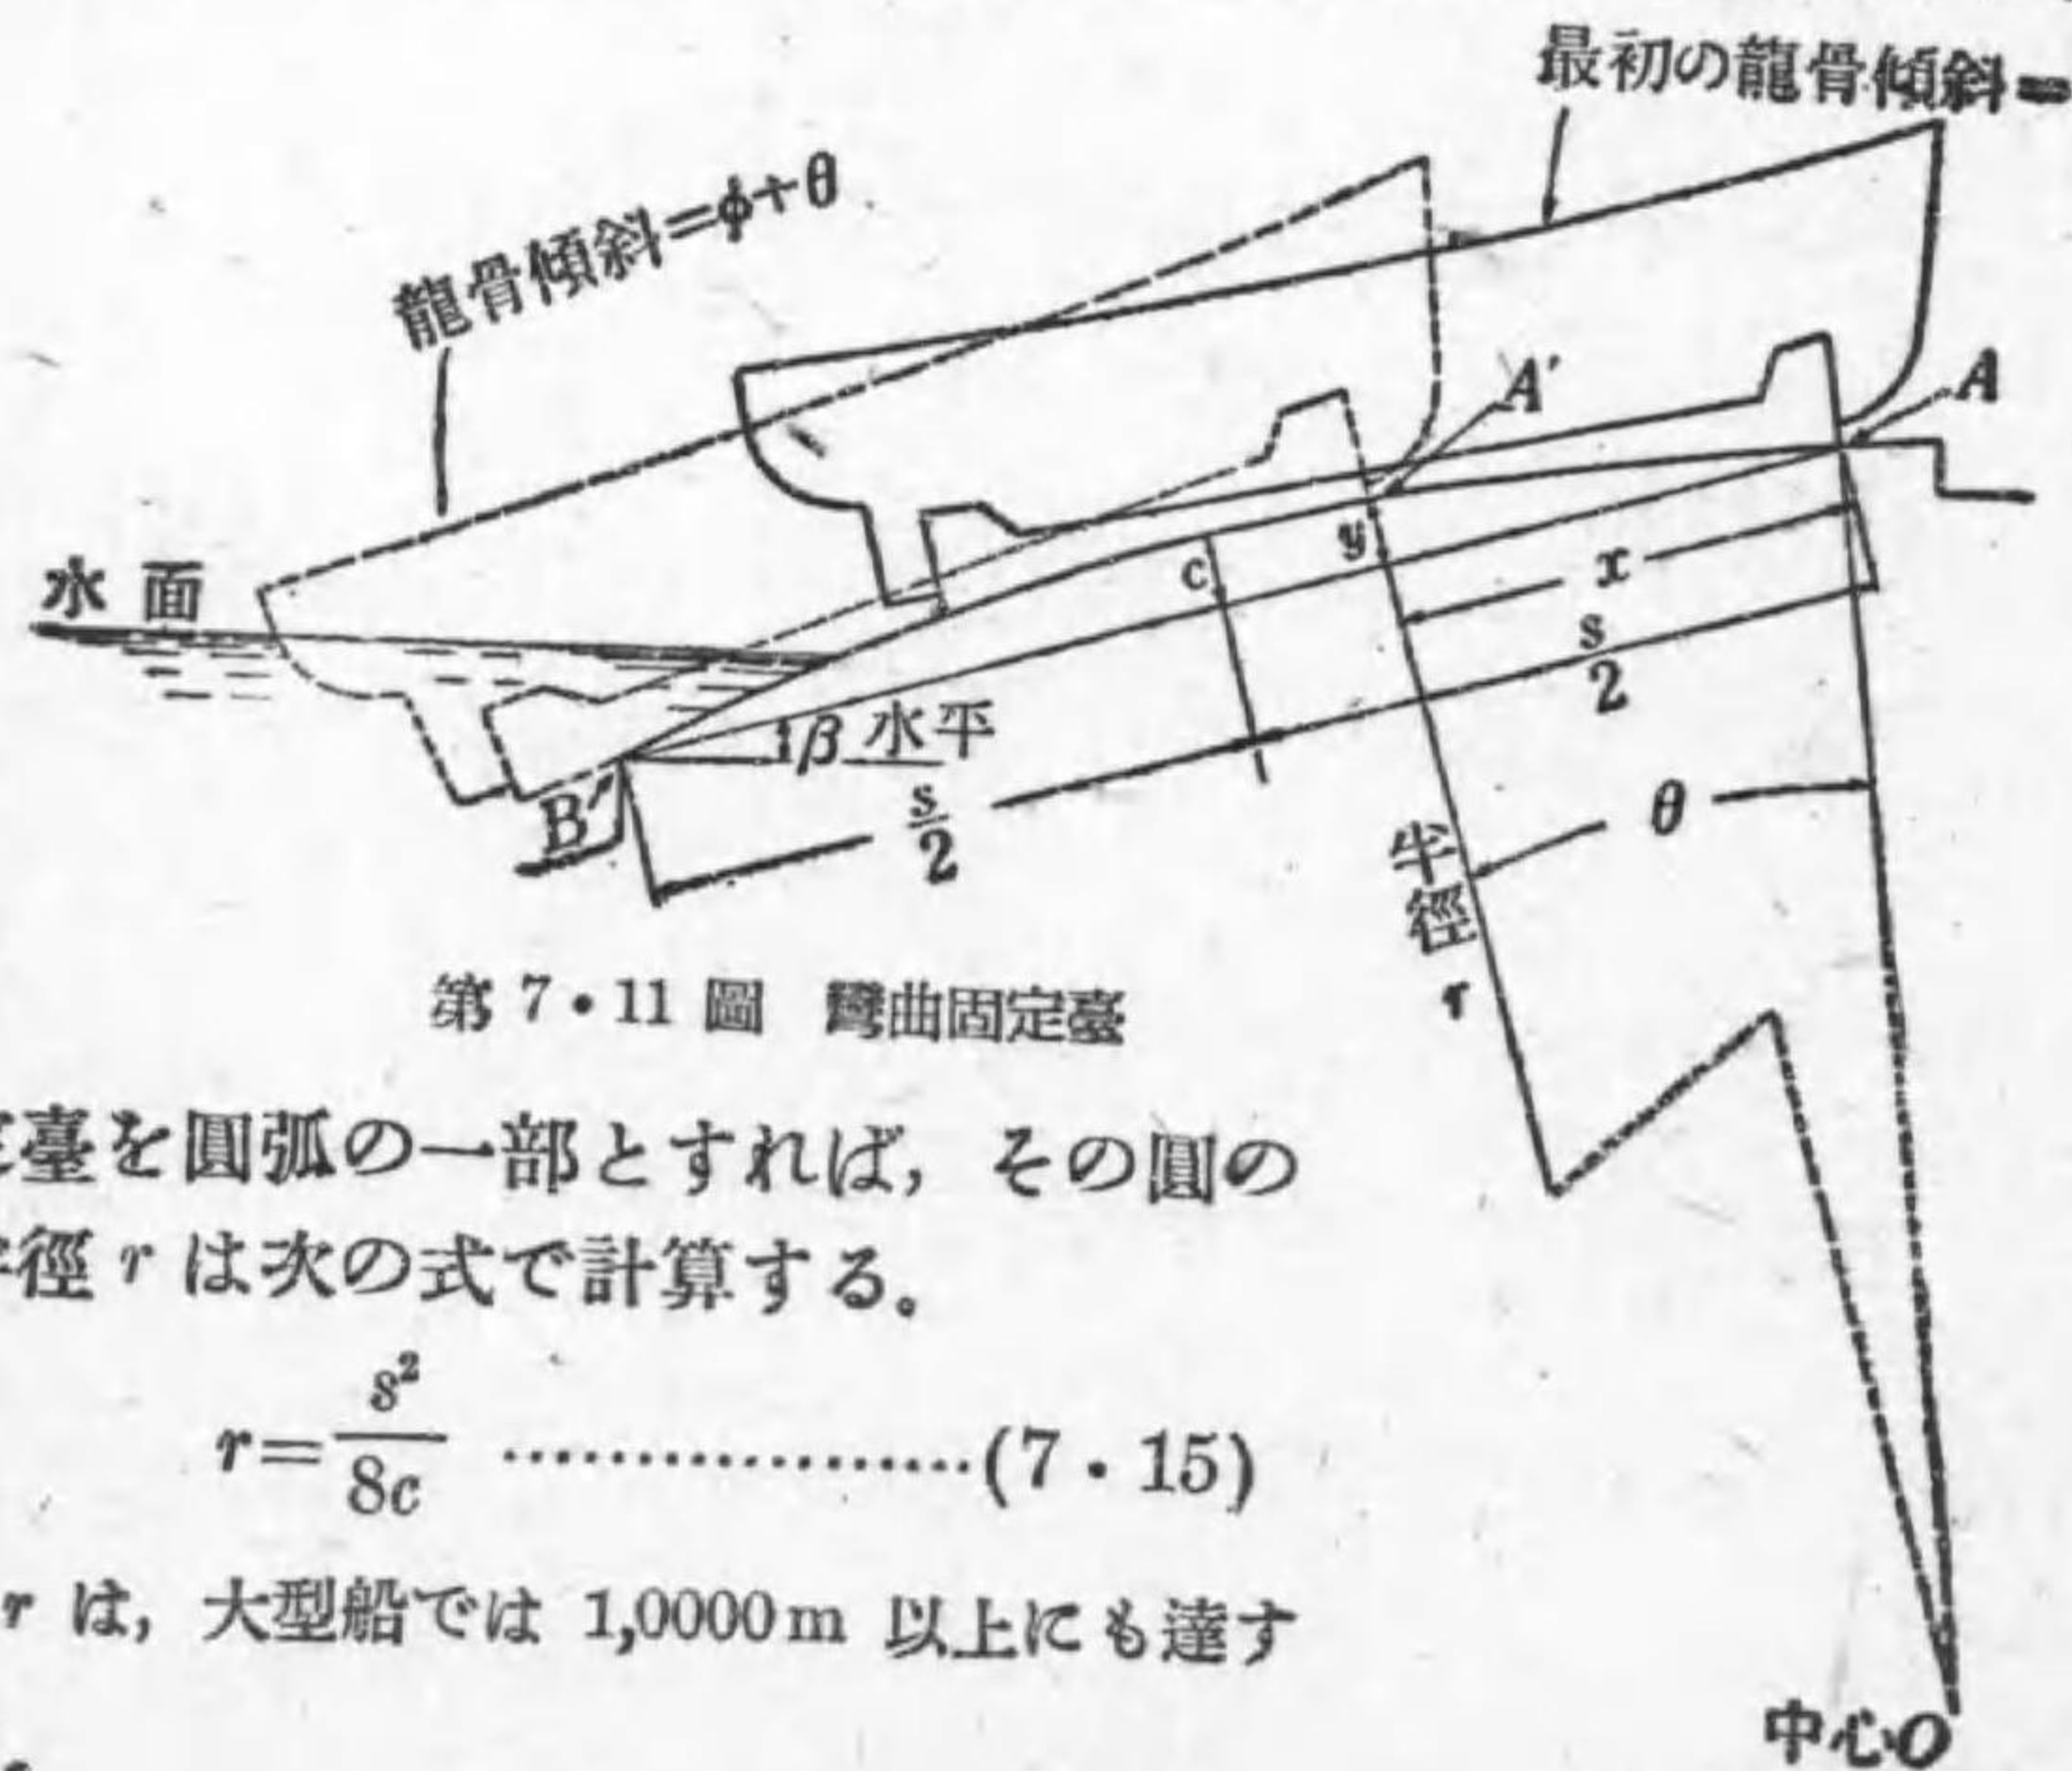 最初の龍骨傾斜=
龍骨傾斜=φ+θ
A'
A
水面
y
c
x
s/2
β 水平
B
s/2
θ
半徑 r
第 7・11 圖 彎曲固定臺
臺を圓弧の一部とすれば，その圓の
徑 r は次の式で計算する。
r=s²/8c ………………(7・15)
r は，大型船では 1,0000m 以上にも達す
中心O